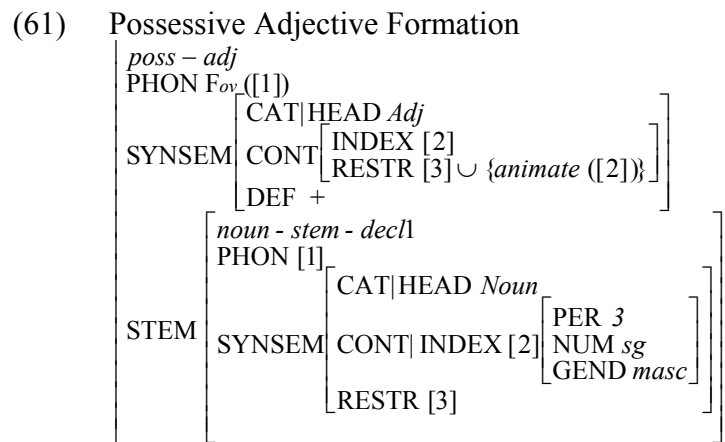 (61) Possessive Adjective Formation
poss – adj
PHON Fov ([1])
CAT|HEAD Adj
SYNSEM CONT INDEX [2]
RESTR [3] ∪ {animate ([2])}
DEF +
noun - stem - decl1
PHON [1]
CAT|HEAD Noun
STEM SYNSEM CONT| INDEX [2] PER 3
NUM sg
GEND masc
RESTR [3]